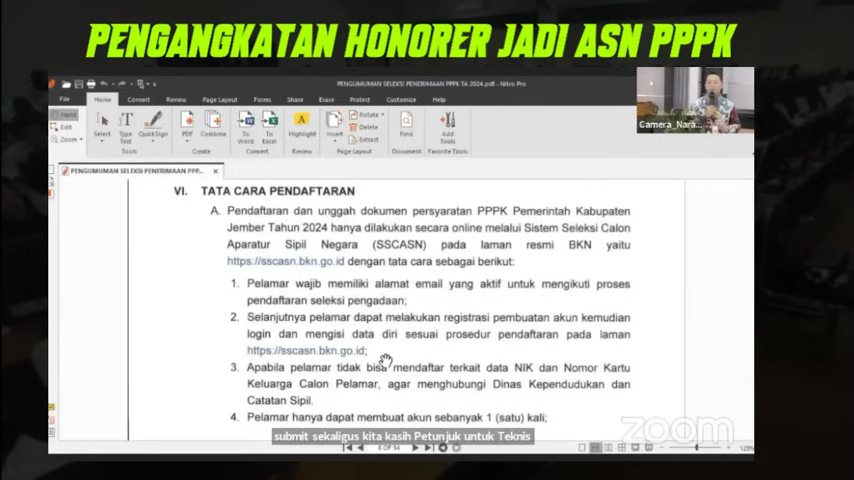 PENGANGKATAN HONORER JADI ASN PPPK
PENGUMUMAN SELEKSI PENERIMAAN PPPK TA 2024.pdf - Nitro Pro
File Home Convert Review Page Layout Forms Share Erase Protect Customize Help
Hand
Edit
Zoom
Select
Type Text
QuickSign
Tools
PDF
Combine
Create
To Word
To Excel
Convert
Highlight
Review
Insert
Rotate
Delete
Extract
Page Layout
Find
Document
Add Tools
Favorite Tools
Camera_Nara...
PENGUMUMAN SELEKSI PENERIMAAN PPP... ×
VI. TATA CARA PENDAFTARAN
A. Pendaftaran dan unggah dokumen persyaratan PPPK Pemerintah Kabupaten
Jember Tahun 2024 hanya dilakukan secara online melalui Sistem Seleksi Calon
Aparatur Sipil Negara (SSCASN) pada laman resmi BKN yaitu
https://sscasn.bkn.go.id dengan tata cara sebagai berikut:
1. Pelamar wajib memiliki alamat email yang aktif untuk mengikuti proses
pendaftaran seleksi pengadaan;
2. Selanjutnya pelamar dapat melakukan registrasi pembuatan akun kemudian
login dan mengisi data diri sesuai prosedur pendaftaran pada laman
https://sscasn.bkn.go.id;
3. Apabila pelamar tidak bisa mendaftar terkait data NIK dan Nomor Kartu
Keluarga Calon Pelamar, agar menghubungi Dinas Kependudukan dan
Catatan Sipil.
4. Pelamar hanya dapat membuat akun sebanyak 1 (satu) kali;
submit sekaligus kita kasih Petunjuk untuk Teknis
zoom